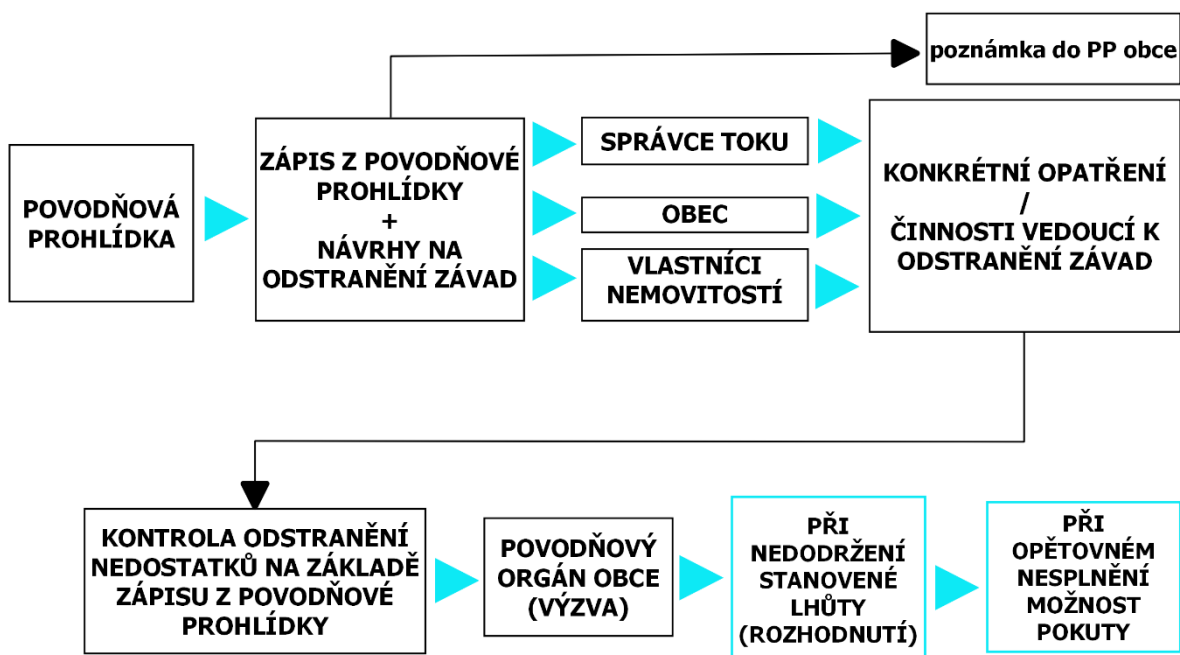 poznámka do PP obce
POVODŇOVÁ
PROHLÍDKA
ZÁPIS Z POVODŇOVÉ
PROHLÍDKY
+
NÁVRHY NA
ODSTRANĚNÍ ZÁVAD
SPRÁVCE TOKU
OBEC
VLASTNÍCI
NEMOVITOSTÍ
KONKRÉTNÍ OPATŘENÍ
/
ČINNOSTI VEDOUCÍ K
ODSTRANĚNÍ ZÁVAD
KONTROLA ODSTRANĚNÍ
NEDOSTATKŮ NA ZÁKLADĚ
ZÁPISU Z POVODŇOVÉ
PROHLÍDKY
POVODŇOVÝ
ORGÁN OBCE
(VÝZVA)
PŘI
NEDODRŽENÍ
STANOVENÉ
LHŮTY
(ROZHODNUTÍ)
PŘI
OPĚTOVNÉM
NESPLNĚNÍ
MOŽNOST
POKUTY